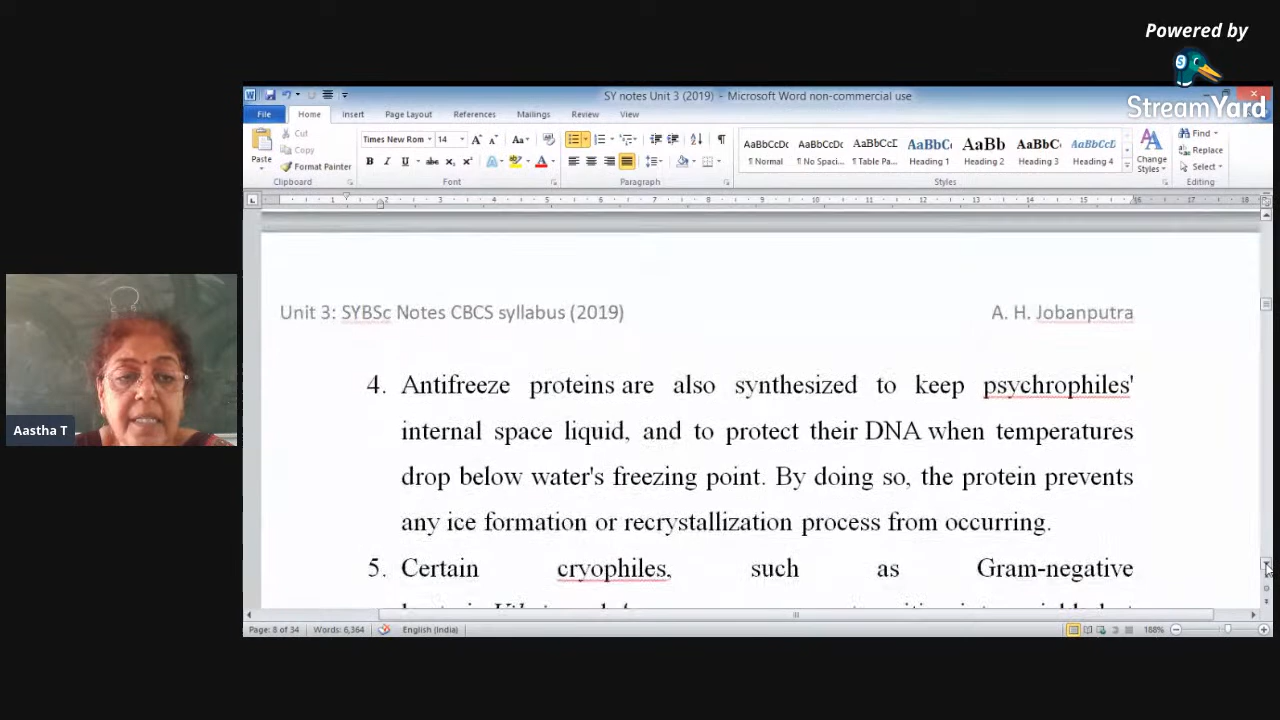 Powered by
StreamYard
SY notes Unit 3 (2019) - Microsoft Word non-commercial use
File Home Insert Page Layout References Mailings Review View
Paste
Cut
Copy
Format Painter
Times New Rom 14
AaBbCcDc AaBbCcDc AaBbCcD AaBbC AaBb AaBbC AaBbCcD
¶ Normal ¶ No Spaci... ¶ Table Pa... Heading 1 Heading 2 Heading 3 Heading 4
Change
Styles
Find
Replace
Select
Clipboard Font Paragraph Styles Editing
Unit 3: SYBSc Notes CBCS syllabus (2019) A. H. Jobanputra
4. Antifreeze proteins are also synthesized to keep psychrophiles'
internal space liquid, and to protect their DNA when temperatures
drop below water's freezing point. By doing so, the protein prevents
any ice formation or recrystallization process from occurring.
5. Certain cryophiles, such as Gram-negative
Aastha T
Page: 8 of 34 Words: 6,364 English (India) 168%